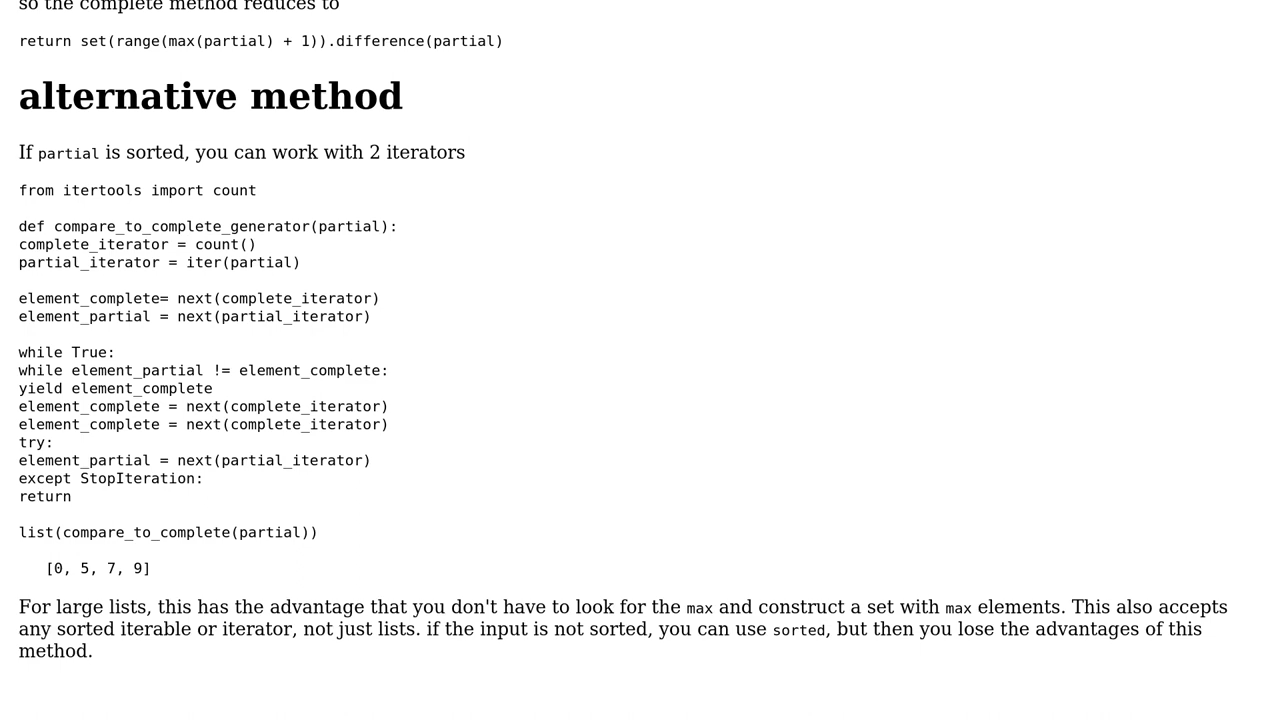 so the complete method reduces to
return set(range(max(partial) + 1)).difference(partial)
alternative method
If partial is sorted, you can work with 2 iterators
from itertools import count
def compare_to_complete_generator(partial):
complete_iterator = count()
partial_iterator = iter(partial)
element_complete= next(complete_iterator)
element_partial = next(partial_iterator)
while True:
while element_partial != element_complete:
yield element_complete
element_complete = next(complete_iterator)
element_complete = next(complete_iterator)
try:
element_partial = next(partial_iterator)
except StopIteration:
return
list(compare_to_complete(partial))
[0, 5, 7, 9]
For large lists, this has the advantage that you don't have to look for the max and construct a set with max elements. This also accepts
any sorted iterable or iterator, not just lists. if the input is not sorted, you can use sorted, but then you lose the advantages of this
method.